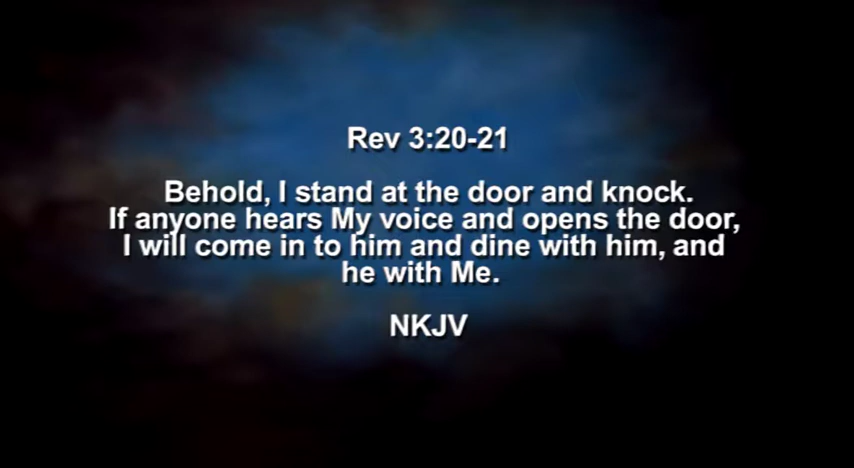 Rev 3:20-21
Behold, I stand at the door and knock.
If anyone hears My voice and opens the door,
I will come in to him and dine with him, and
he with Me.
NKJV